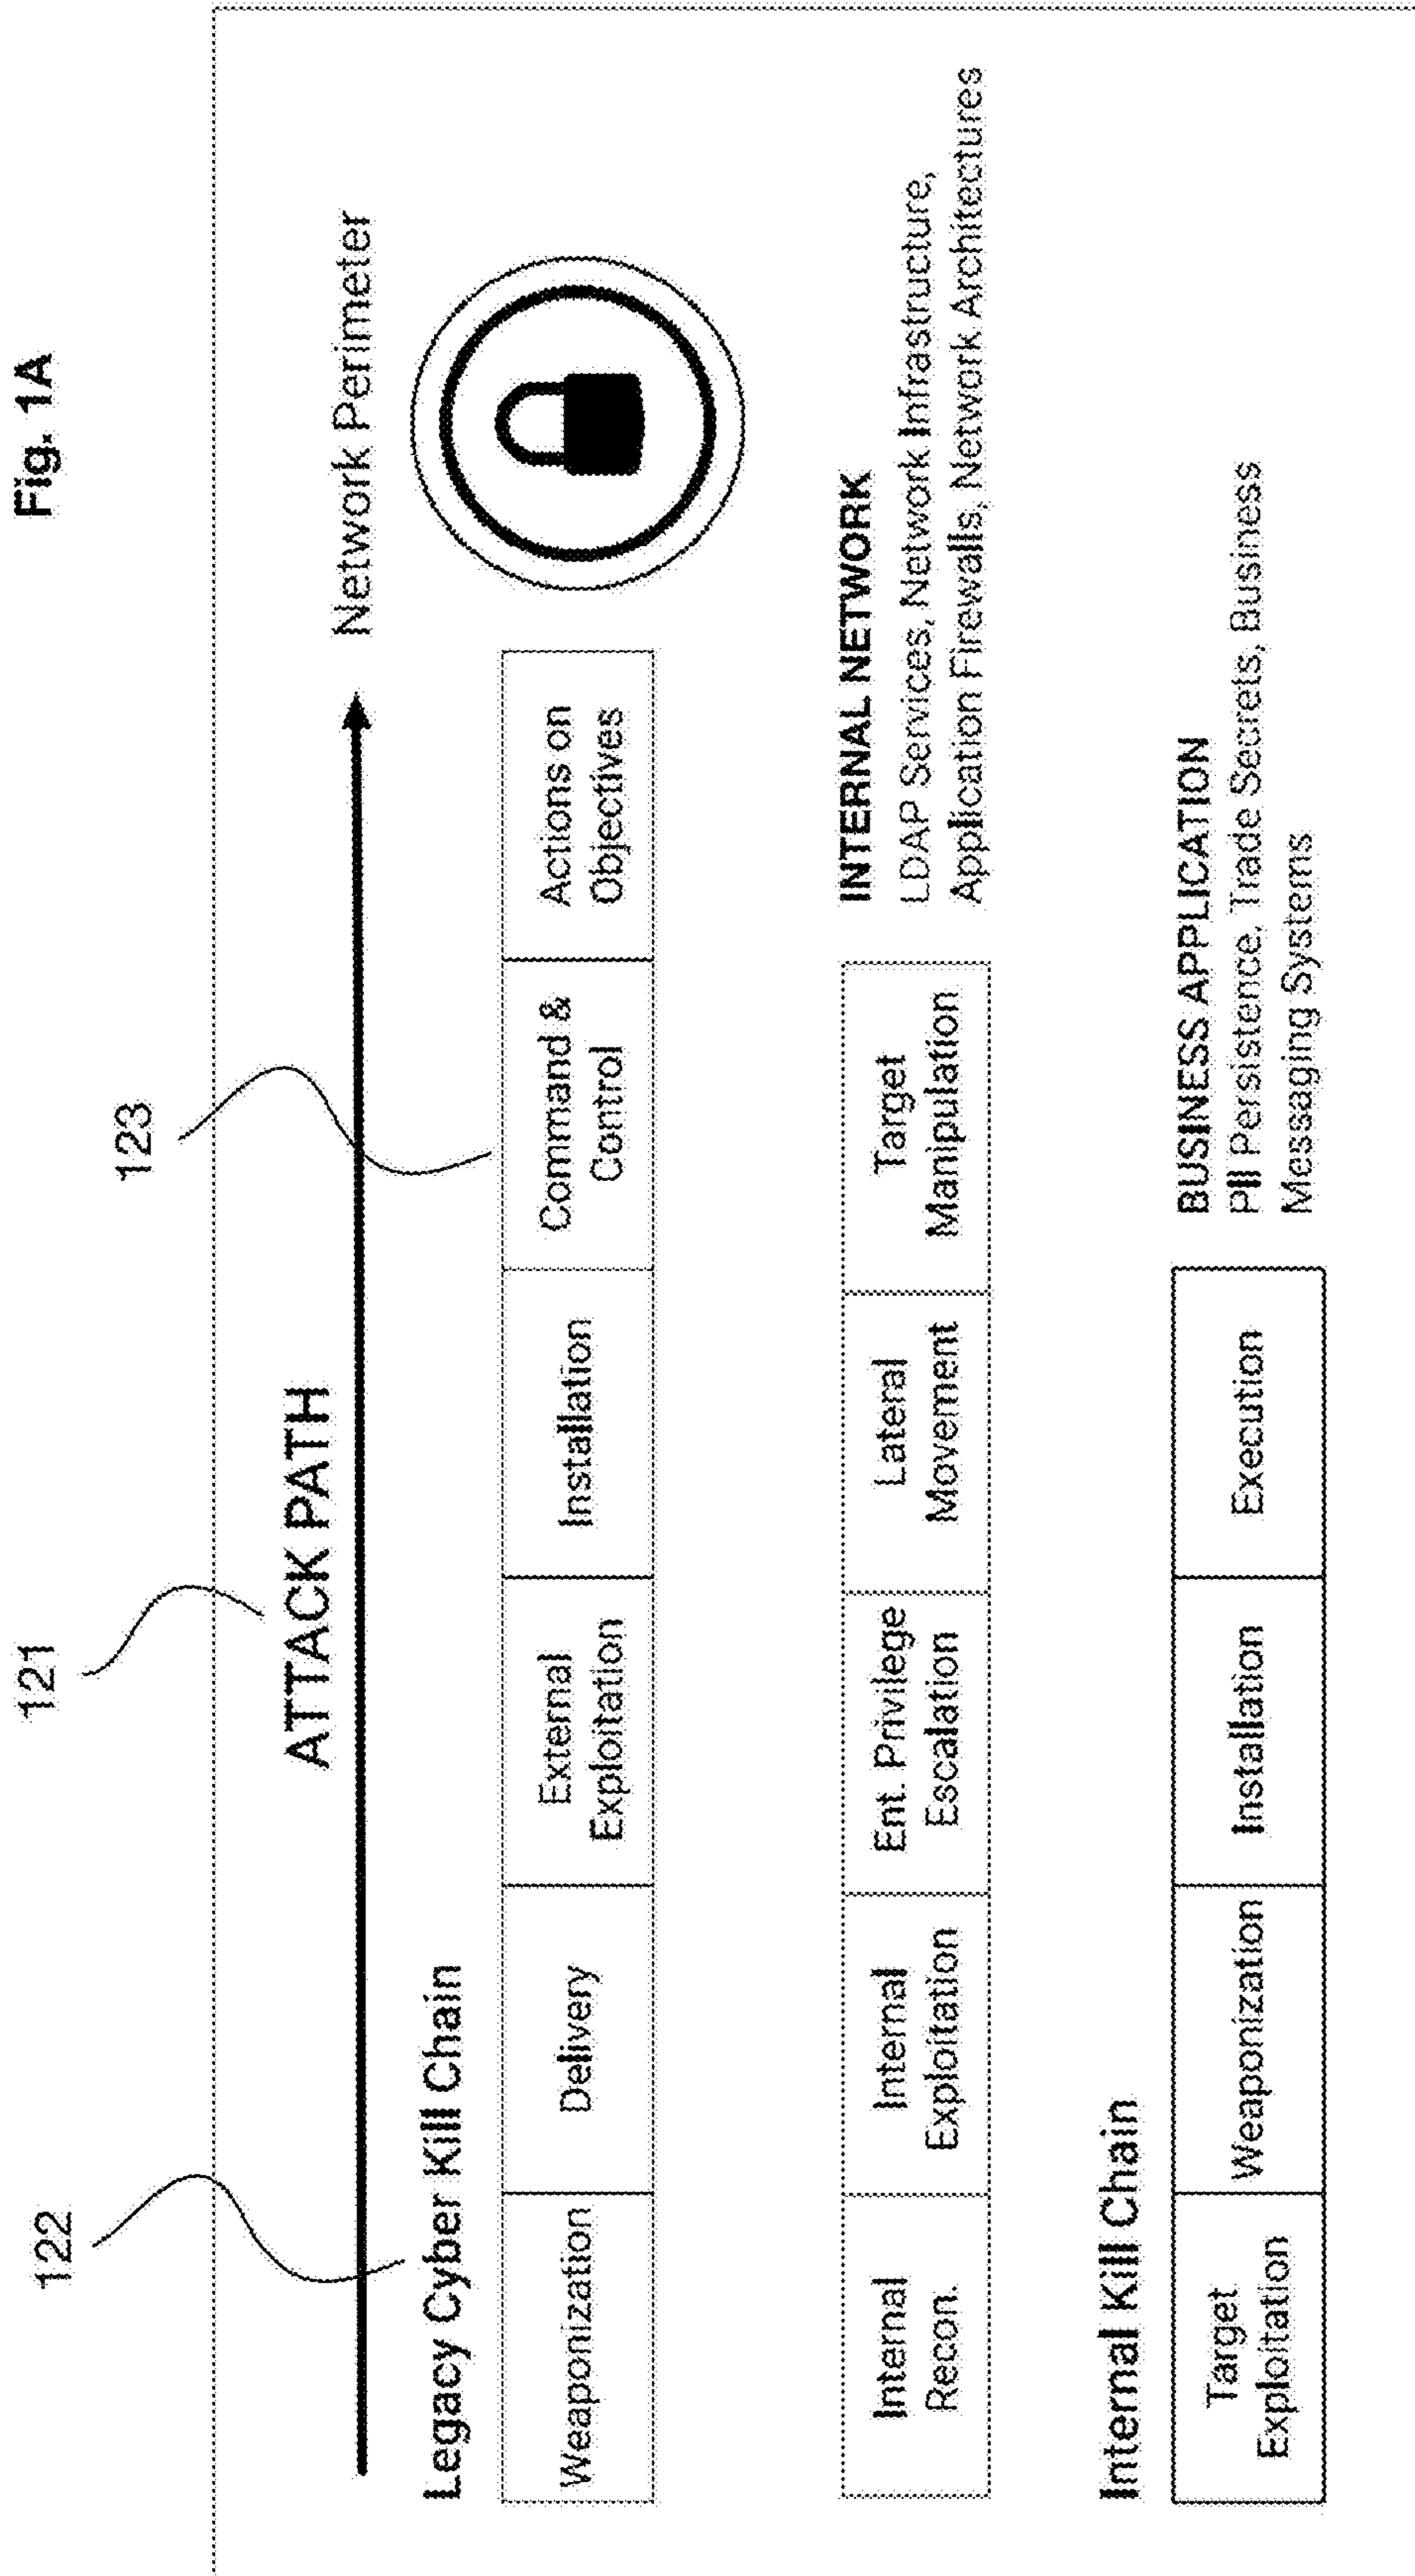 Fig. 1A
121
122
123
ATTACK PATH
Network Perimeter
Legacy Cyber Kill Chain
Weaponization
Delivery
External
Exploitation
Installation
Command &
Control
Actions on
Objectives
Internal
Recon.
Internal
Exploitation
Ent. Privilege
Escalation
Lateral
Movement
Target
Manipulation
INTERNAL NETWORK
LDAP Services, Network Infrastructure,
Application Firewalls, Network Architectures
Internal Kill Chain
Target
Exploitation
Weaponization
Installation
Execution
BUSINESS APPLICATION
PII Persistence, Trade Secrets, Business
Messaging Systems